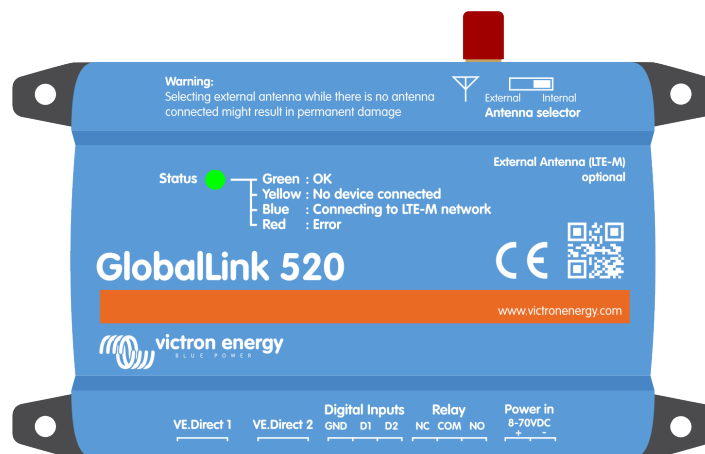 Warning:
Selecting external antenna while there is no antenna
connected might result in permanent damage
External Internal
Antenna selector
External Antenna (LTE-M)
optional
Status
Green : OK
Yellow : No device connected
Blue : Connecting to LTE-M network
Red : Error
GlobalLink 520
CE
www.victronenergy.com
victron energy
BLUE POWER
VE.Direct 1
VE.Direct 2
Digital Inputs
GND D1 D2
Relay
NC COM NO
Power in
8-70VDC
+ -